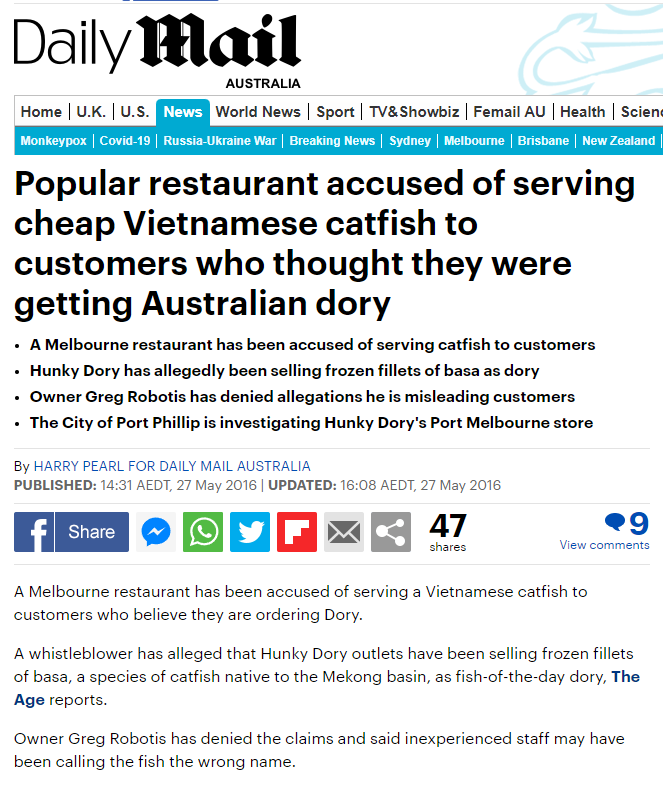 Daily Mail
AUSTRALIA
Home U.K. U.S. News World News Sport TV&Showbiz Femail AU Health Scienc
Monkeypox Covid-19 Russia-Ukraine War Breaking News Sydney Melbourne Brisbane New Zealand
Popular restaurant accused of serving
cheap Vietnamese catfish to
customers who thought they were
getting Australian dory
• A Melbourne restaurant has been accused of serving catfish to customers
• Hunky Dory has allegedly been selling frozen fillets of basa as dory
• Owner Greg Robotis has denied allegations he is misleading customers
• The City of Port Phillip is investigating Hunky Dory's Port Melbourne store
By HARRY PEARL FOR DAILY MAIL AUSTRALIA
PUBLISHED: 14:31 AEDT, 27 May 2016 | UPDATED: 16:08 AEDT, 27 May 2016
f Share 47 9
shares View comments
A Melbourne restaurant has been accused of serving a Vietnamese catfish to
customers who believe they are ordering Dory.
A whistleblower has alleged that Hunky Dory outlets have been selling frozen fillets
of basa, a species of catfish native to the Mekong basin, as fish-of-the-day dory, The
Age reports.
Owner Greg Robotis has denied the claims and said inexperienced staff may have
been calling the fish the wrong name.